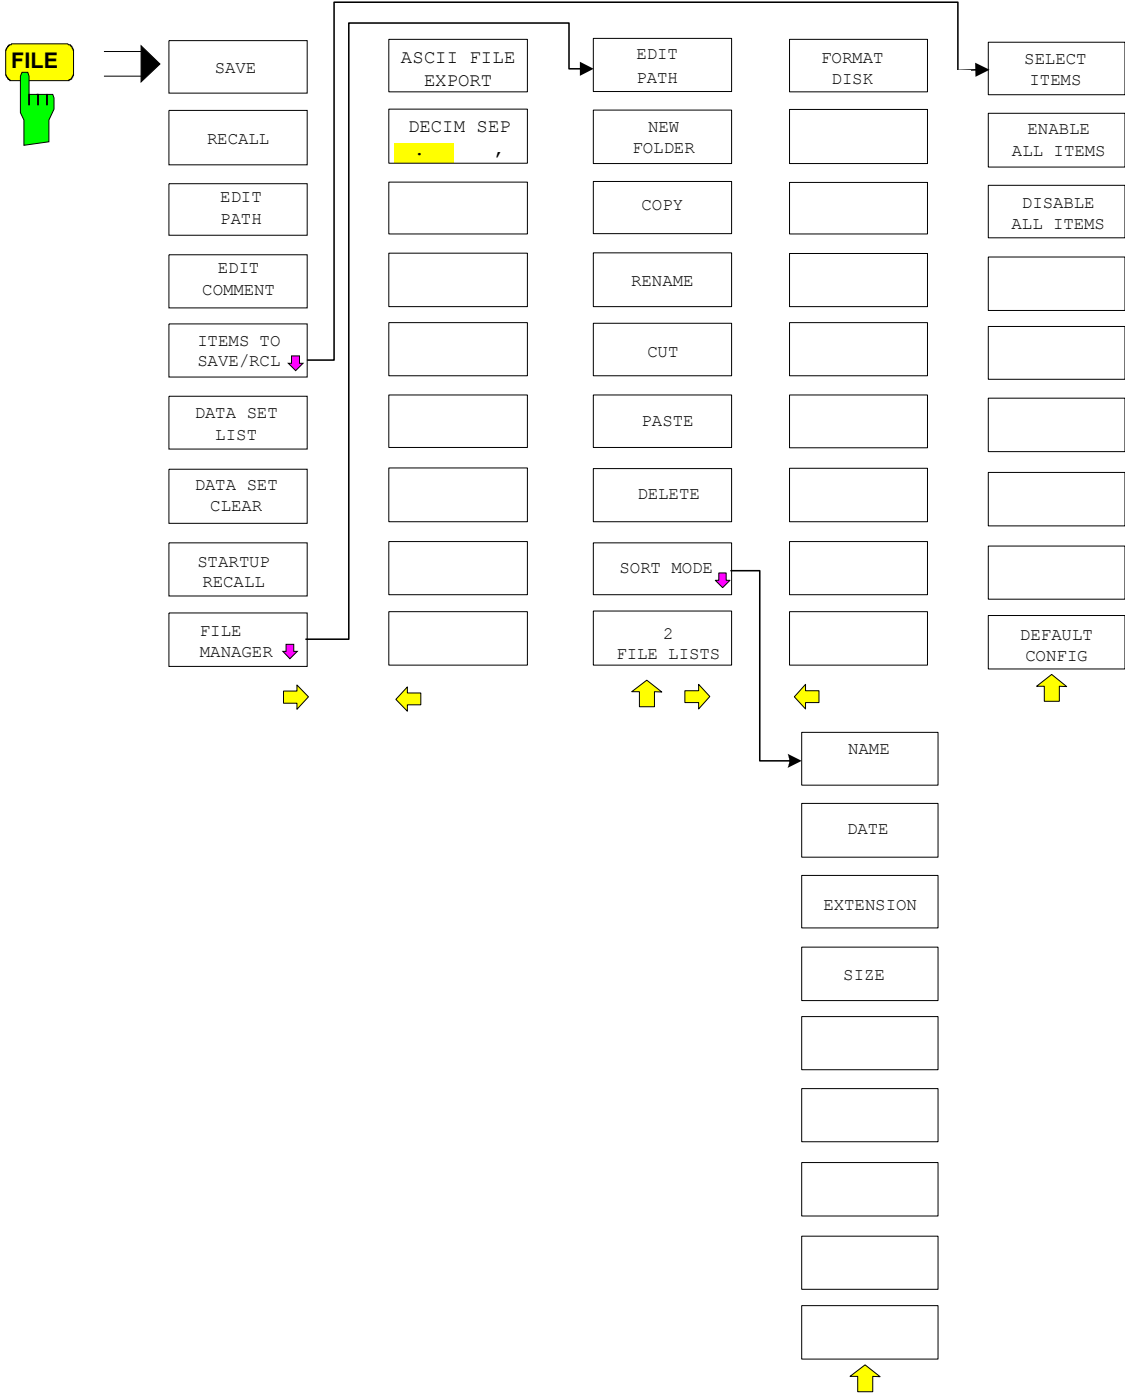 FILE
SAVE
RECALL
EDIT
PATH
EDIT
COMMENT
ITEMS TO
SAVE/RCL
DATA SET
LIST
DATA SET
CLEAR
STARTUP
RECALL
FILE
MANAGER
ASCII FILE
EXPORT
DECIM SEP
. ,
EDIT
PATH
NEW
FOLDER
COPY
RENAME
CUT
PASTE
DELETE
SORT MODE
2
FILE LISTS
FORMAT
DISK
SELECT
ITEMS
ENABLE
ALL ITEMS
DISABLE
ALL ITEMS
DEFAULT
CONFIG
NAME
DATE
EXTENSION
SIZE